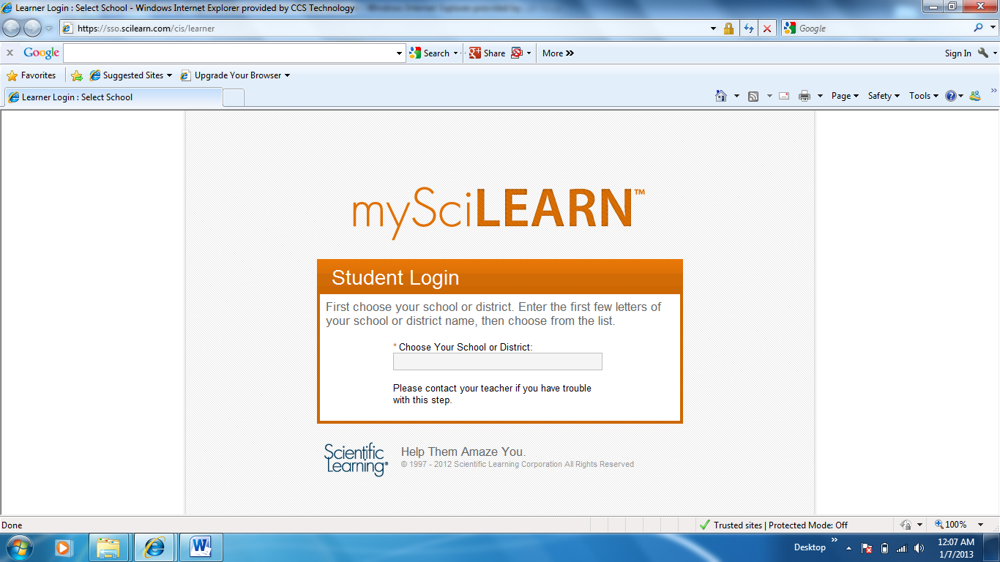 Learner Login : Select School - Windows Internet Explorer provided by CCS Technology
https://sso.scilearn.com/cis/learner
Google
Google Search Share More
Sign In
Favorites Suggested Sites Upgrade Your Browser
Learner Login : Select School
Page Safety Tools
mySciLEARN™
Student Login
First choose your school or district. Enter the first few letters of
your school or district name, then choose from the list.
* Choose Your School or District:
Please contact your teacher if you have trouble
with this step.
Scientific
Learning®
Help Them Amaze You.
© 1997 - 2012 Scientific Learning Corporation All Rights Reserved
Done
Trusted sites | Protected Mode: Off
100%
Desktop
12:07 AM
1/7/2013